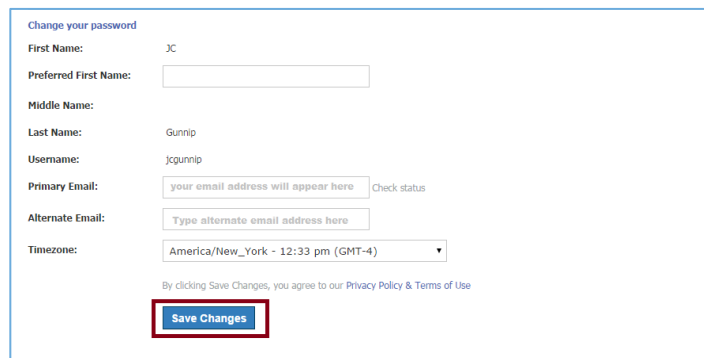 Change your password
First Name: JC
Preferred First Name:
Middle Name:
Last Name: Gunnip
Username: jcgunnip
Primary Email: your email address will appear here Check status
Alternate Email: Type alternate email address here
Timezone: America/New_York - 12:33 pm (GMT-4)
By clicking Save Changes, you agree to our Privacy Policy & Terms of Use
Save Changes